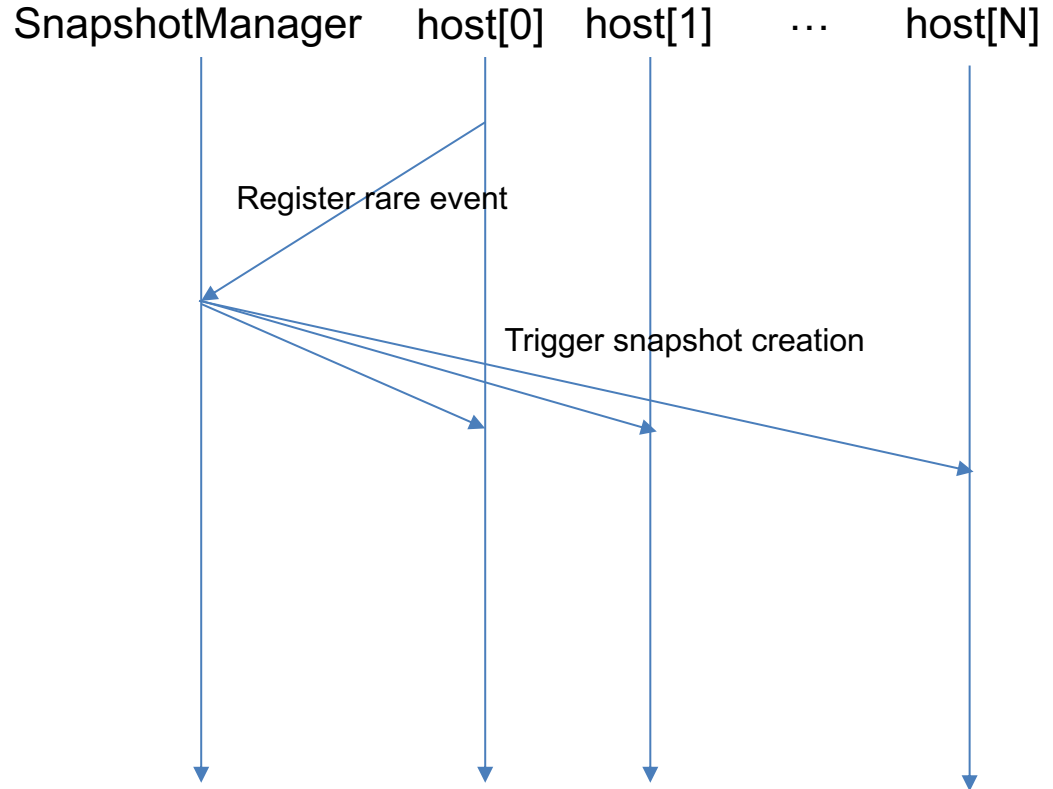 SnapshotManager host[0] host[1] ... host[N]
Register rare event
Trigger snapshot creation